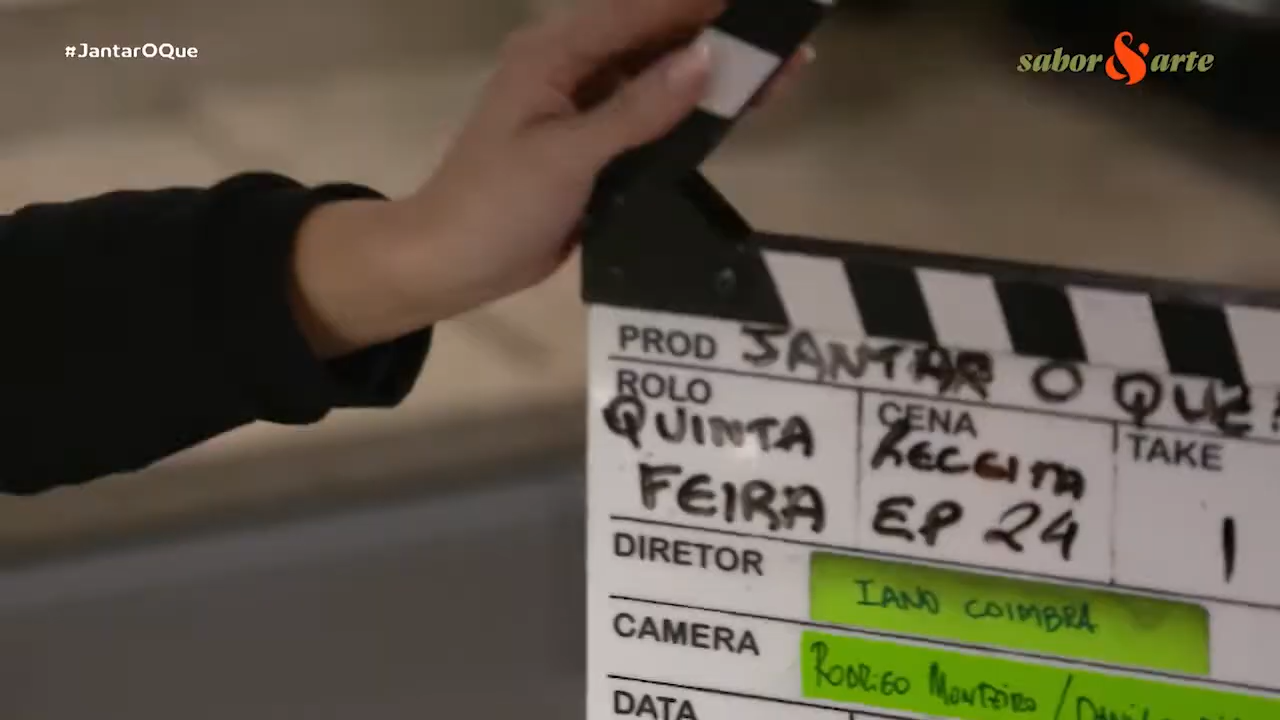 #JantarOQue
sabor & arte
PROD JANTAR O QUE?
ROLO
QUINTA
FEIRA
CENA
RECEITA
EP 24
TAKE
1
DIRETOR
IANO COIMBRA
CAMERA
RODRIGO MONTEIRO /
DATA